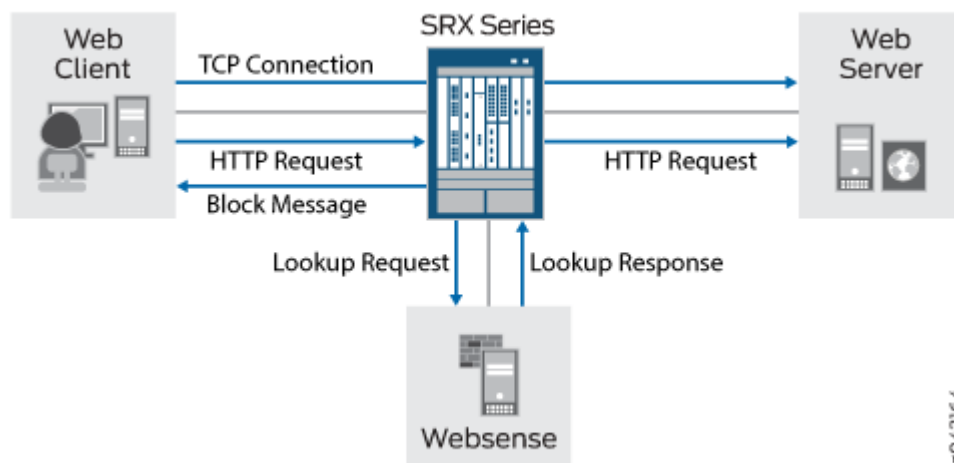 SRX Series
Web
Client
Web
Server
TCP Connection
HTTP Request
HTTP Request
Block Message
Lookup Request
Lookup Response
Websense